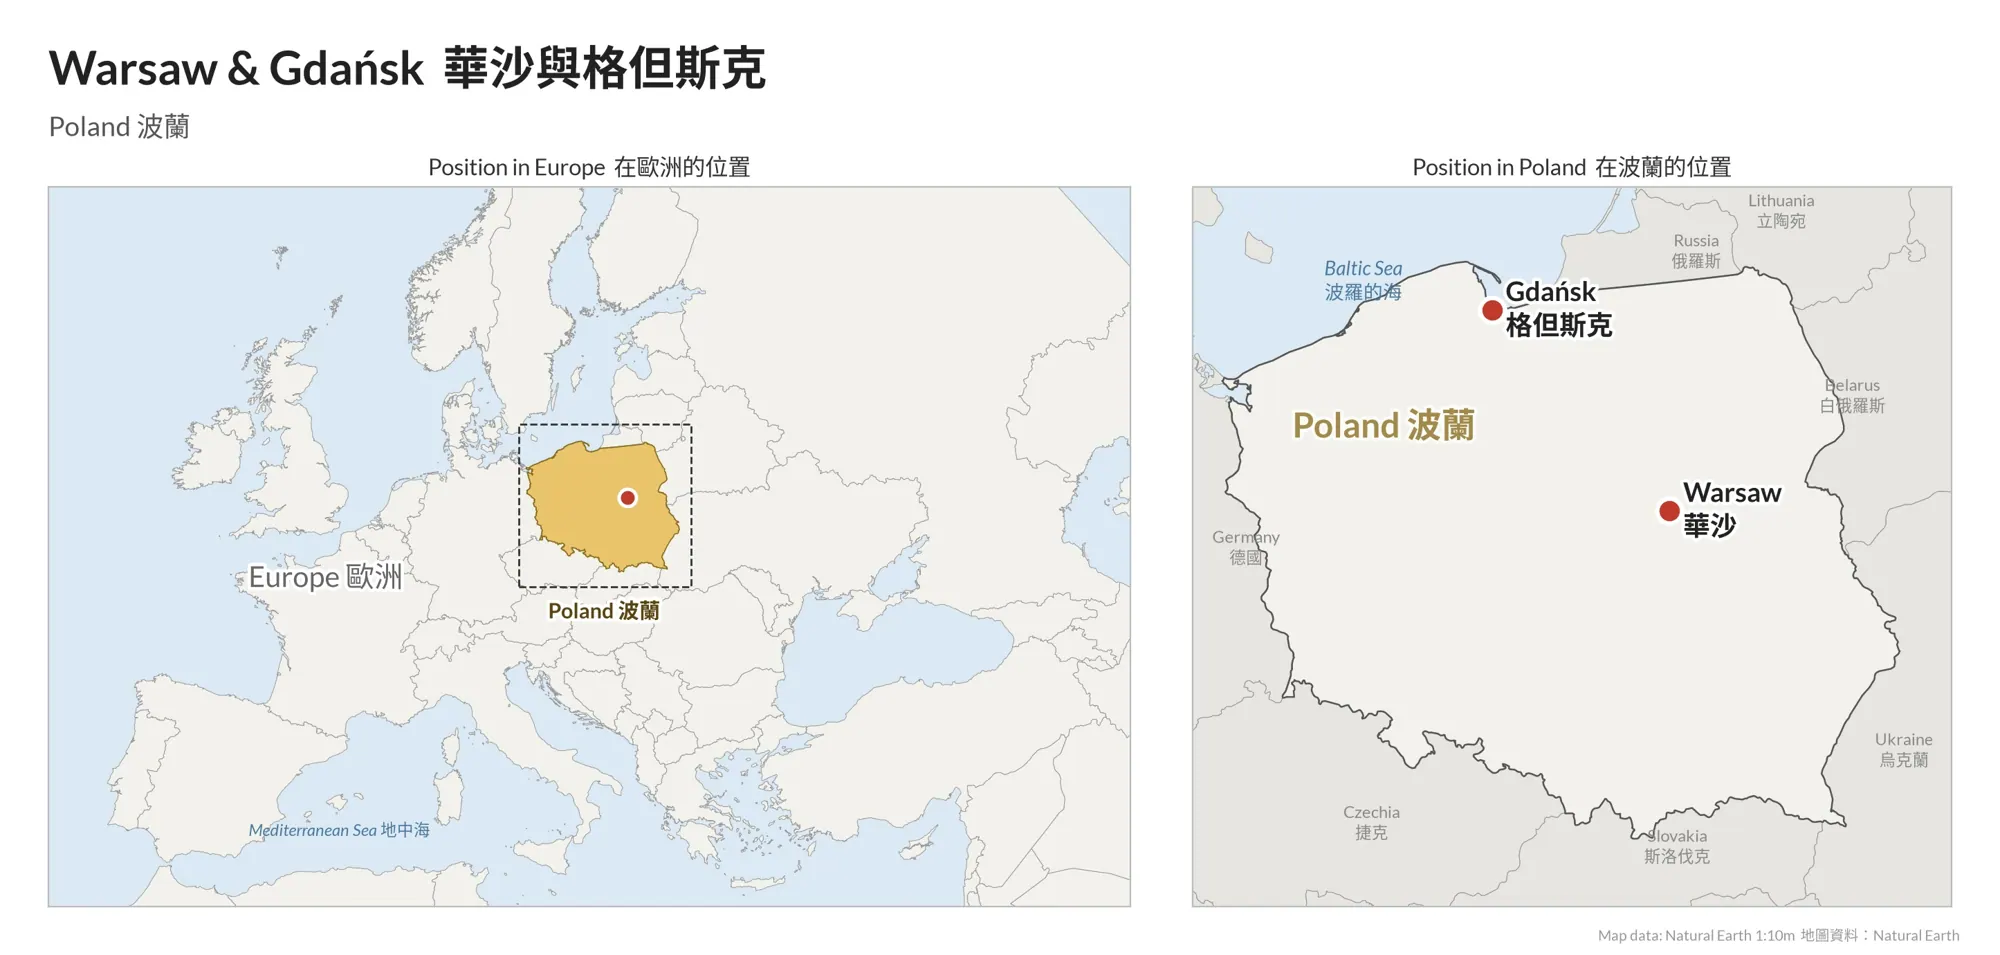 Warsaw & Gdańsk 華沙與格但斯克
Poland 波蘭
Position in Europe 在歐洲的位置
Europe 歐洲
Poland 波蘭
Mediterranean Sea 地中海
Position in Poland 在波蘭的位置
Lithuania
立陶宛
Russia
俄羅斯
Baltic Sea
波羅的海
Gdańsk
格但斯克
Belarus
白俄羅斯
Poland 波蘭
Warsaw
華沙
Germany
德國
Ukraine
烏克蘭
Czechia
捷克
Slovakia
斯洛伐克
Map data: Natural Earth 1:10m 地圖資料：Natural Earth